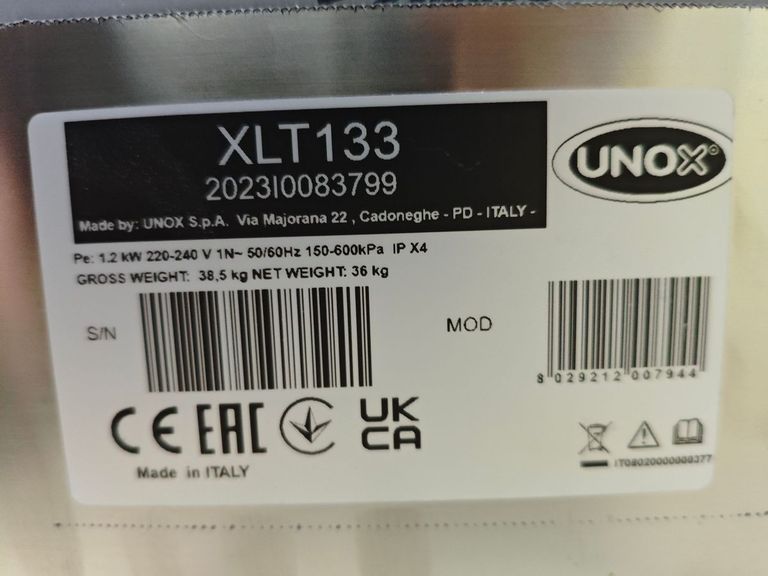 XLT133
2023I0083799
Made by: UNOX S.p.A. Via Majorana 22 , Cadoneghe - PD - ITALY -
UNOX®
Pe: 1.2 kW 220-240 V 1N~ 50/60Hz 150-600kPa IP X4
GROSS WEIGHT: 38,5 kg NET WEIGHT: 36 kg
S/N
MOD
8 029212 007944
CE EAC UK CA
Made in ITALY
IT08020000000377